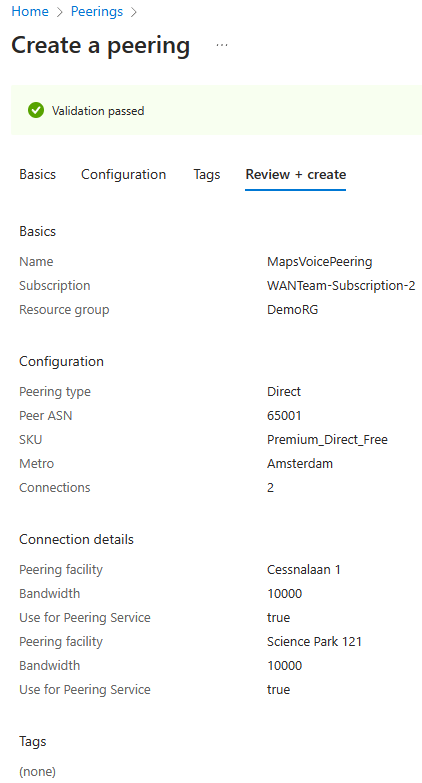 Home > Peerings >
Create a peering ...
Validation passed
Basics Configuration Tags Review + create
Basics
Name MapsVoicePeering
Subscription WANTeam-Subscription-2
Resource group DemoRG
Configuration
Peering type Direct
Peer ASN 65001
SKU Premium_Direct_Free
Metro Amsterdam
Connections 2
Connection details
Peering facility Cessnalaan 1
Bandwidth 10000
Use for Peering Service true
Peering facility Science Park 121
Bandwidth 10000
Use for Peering Service true
Tags
(none)